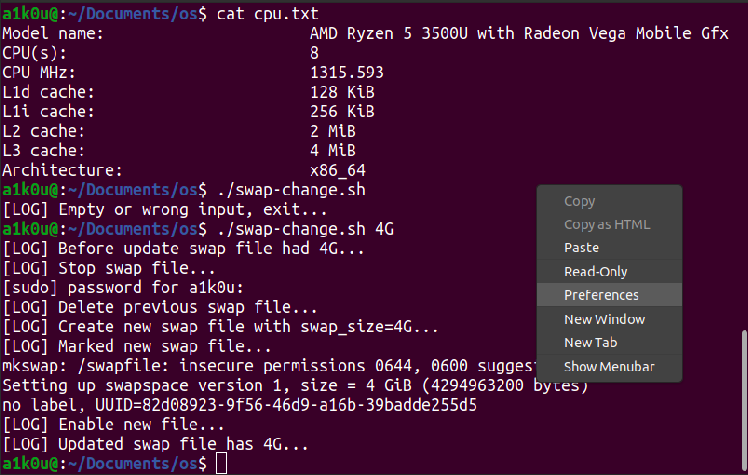 a1k0u@:~/Documents/os$ cat cpu.txt
Model name: AMD Ryzen 5 3500U with Radeon Vega Mobile Gfx
CPU(s): 8
CPU MHz: 1315.593
L1d cache: 128 KiB
L1i cache: 256 KiB
L2 cache: 2 MiB
L3 cache: 4 MiB
Architecture: x86_64
a1k0u@:~/Documents/os$ ./swap-change.sh
[LOG] Empty or wrong input, exit...
a1k0u@:~/Documents/os$ ./swap-change.sh 4G
[LOG] Before update swap file had 4G...
[LOG] Stop swap file...
[sudo] password for a1k0u:
[LOG] Delete previous swap file...
[LOG] Create new swap file with swap_size=4G...
[LOG] Marked new swap file...
mkswap: /swapfile: insecure permissions 0644, 0600 suggest
Setting up swapspace version 1, size = 4 GiB (4294963200 bytes)
no label, UUID=82d08923-9f56-46d9-a16b-39badde255d5
[LOG] Enable new file...
[LOG] Updated swap file has 4G...
a1k0u@:~/Documents/os$
Copy
Copy as HTML
Paste
Read-Only
Preferences
New Window
New Tab
Show Menubar